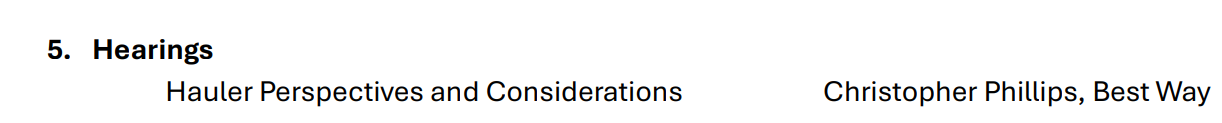 5. Hearings
Hauler Perspectives and Considerations Christopher Phillips, Best Way